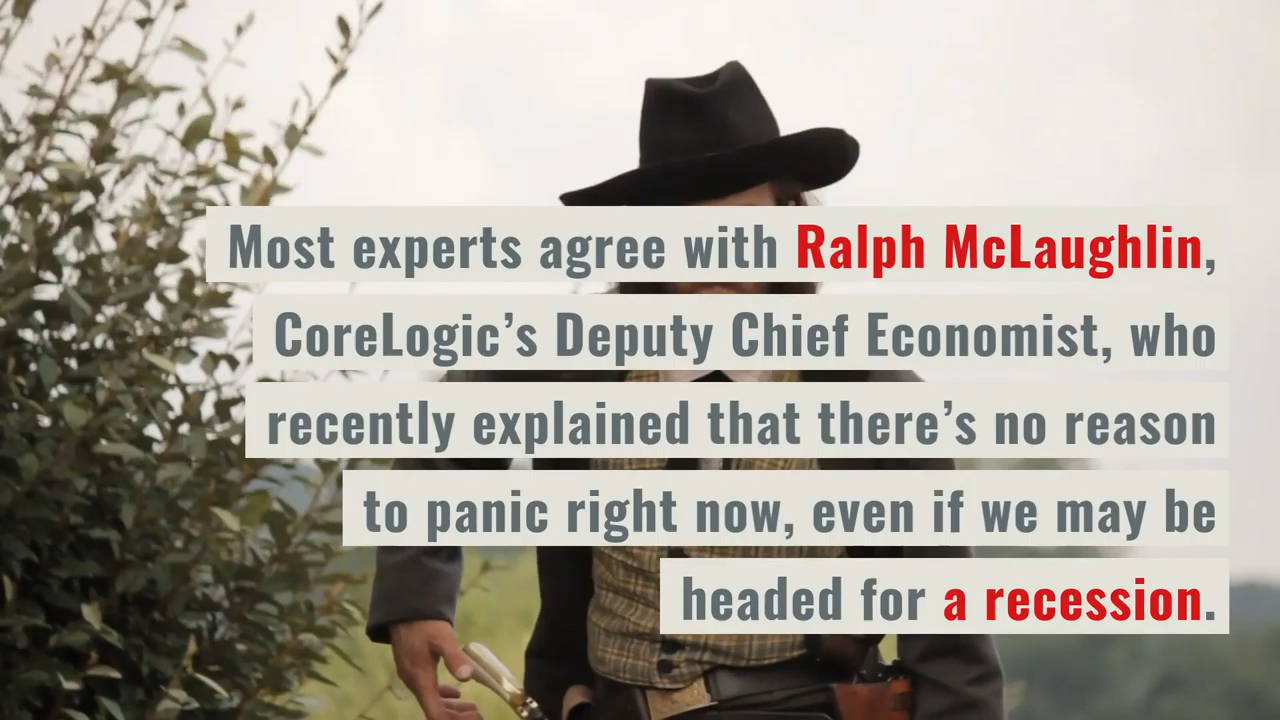 Most experts agree with Ralph McLaughlin,
CoreLogic’s Deputy Chief Economist, who
recently explained that there’s no reason
to panic right now, even if we may be
headed for a recession.